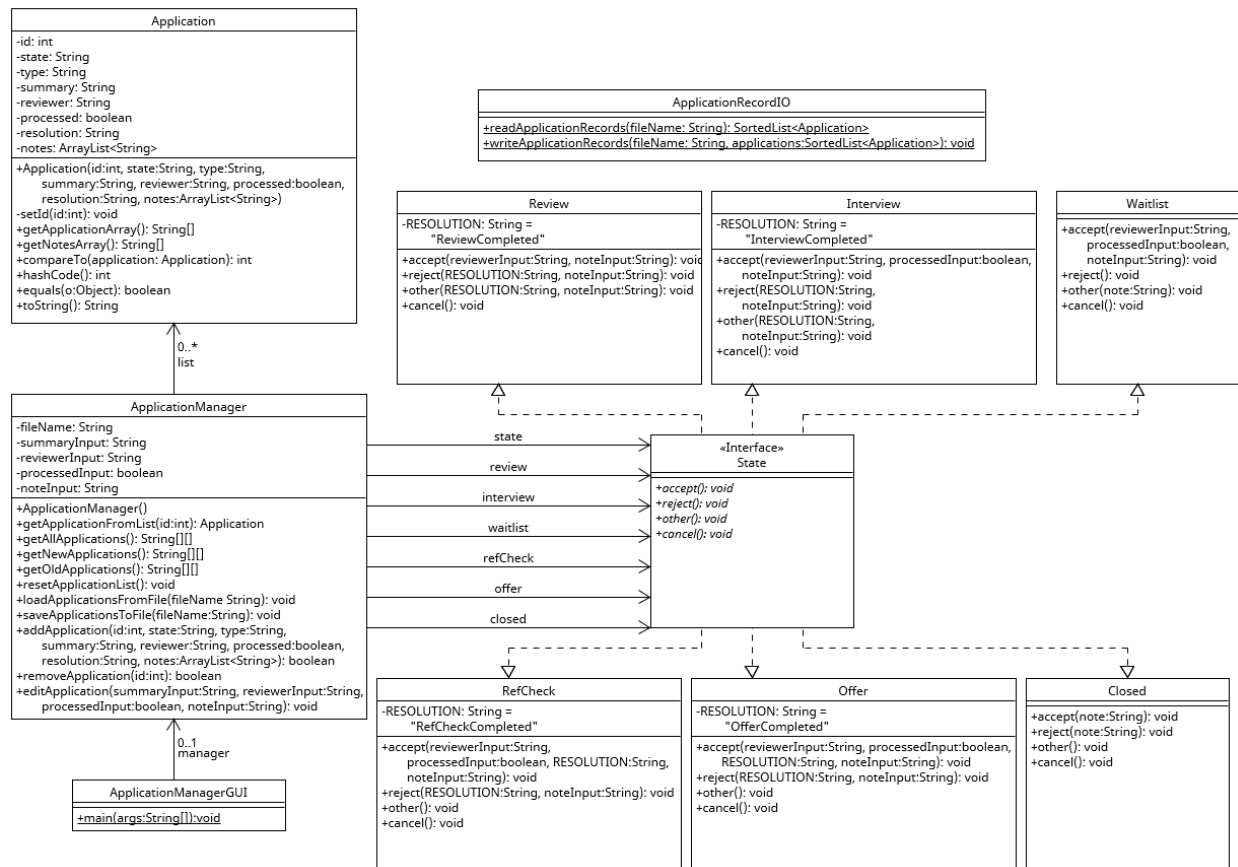 Application
-id: int
-state: String
-type: String
-summary: String
-reviewer: String
-processed: boolean
-resolution: String
-notes: ArrayList<String>
+Application(id:int, state:String, type:String,
summary:String, reviewer:String, processed:boolean,
resolution:String, notes:ArrayList<String>)
-setId(id:int): void
+getApplicationArray(): String[]
+getNotesArray(): String[]
+compareTo(application: Application): int
+hashCode(): int
+equals(o:Object): boolean
+toString(): String
ApplicationRecordIO
+readApplicationRecords(fileName: String): SortedList<Application>
+writeApplicationRecords(fileName: String, applications:SortedList<Application>): void
Review
-RESOLUTION: String =
"ReviewCompleted"
+accept(reviewerInput:String, noteInput:String): void
+reject(RESOLUTION:String, noteInput:String): void
+other(RESOLUTION:String, noteInput:String): void
+cancel(): void
Interview
-RESOLUTION: String =
"InterviewCompleted"
+accept(reviewerInput:String, processedInput:boolean,
noteInput:String): void
+reject(RESOLUTION:String,
noteInput:String): void
+other(RESOLUTION:String,
noteInput:String): void
+cancel(): void
Waitlist
+accept(reviewerInput:String,
processedInput:boolean,
noteInput:String): void
+reject(): void
+other(note:String): void
+cancel(): void
0..*
list
ApplicationManager
-fileName: String
-summaryInput: String
-reviewerInput: String
-processedInput: boolean
-noteInput: String
+ApplicationManager()
+getApplicationFromList(id:int): Application
+getAllApplications(): String[][]
+getNewApplications(): String[][]
+getOldApplications(): String[][]
+resetApplicationList(): void
+loadApplicationsFromFile(fileName String): void
+saveApplicationsToFile(fileName:String): void
+addApplication(id:int, state:String, type:String,
summary:String, reviewer:String, processed:boolean,
resolution:String, notes:ArrayList<String>): boolean
+removeApplication(id:int): boolean
+editApplication(summaryInput:String, reviewerInput:String,
processedInput:boolean, noteInput:String): void
state
review
interview
waitlist
refCheck
offer
closed
«Interface»
State
+accept(): void
+reject(): void
+other(): void
+cancel(): void
0..1
manager
ApplicationManagerGUI
+main(args:String[]):void
RefCheck
-RESOLUTION: String =
"RefCheckCompleted"
+accept(reviewerInput:String,
processedInput:boolean, RESOLUTION:String,
noteInput:String): void
+reject(RESOLUTION:String, noteInput:String): void
+other(): void
+cancel(): void
Offer
-RESOLUTION: String =
"OfferCompleted"
+accept(reviewerInput:String, processedInput:boolean,
RESOLUTION:String, noteInput:String): void
+reject(RESOLUTION:String, noteInput:String): void
+other(): void
+cancel(): void
Closed
+accept(note:String): void
+reject(note:String): void
+other(): void
+cancel(): void